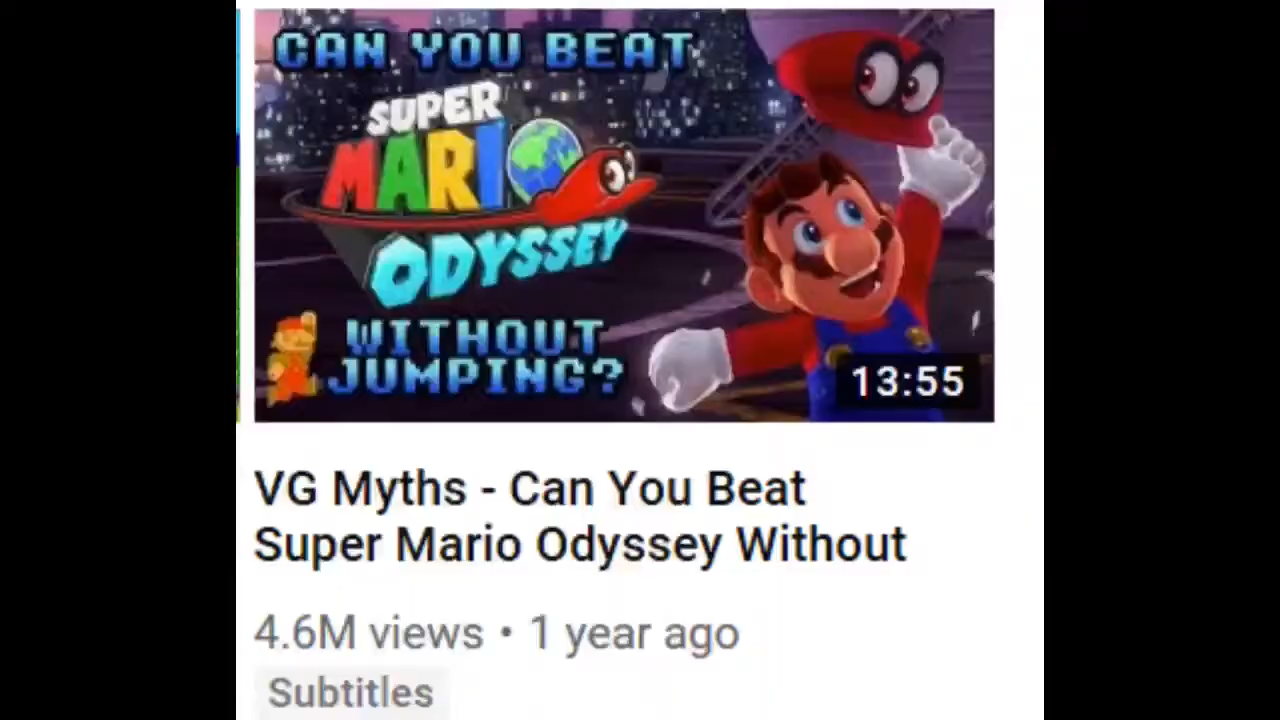 CAN YOU BEAT
SUPER
MARIO
ODYSSEY
WITHOUT
JUMPING?
13:55
VG Myths - Can You Beat
Super Mario Odyssey Without
4.6M views • 1 year ago
Subtitles